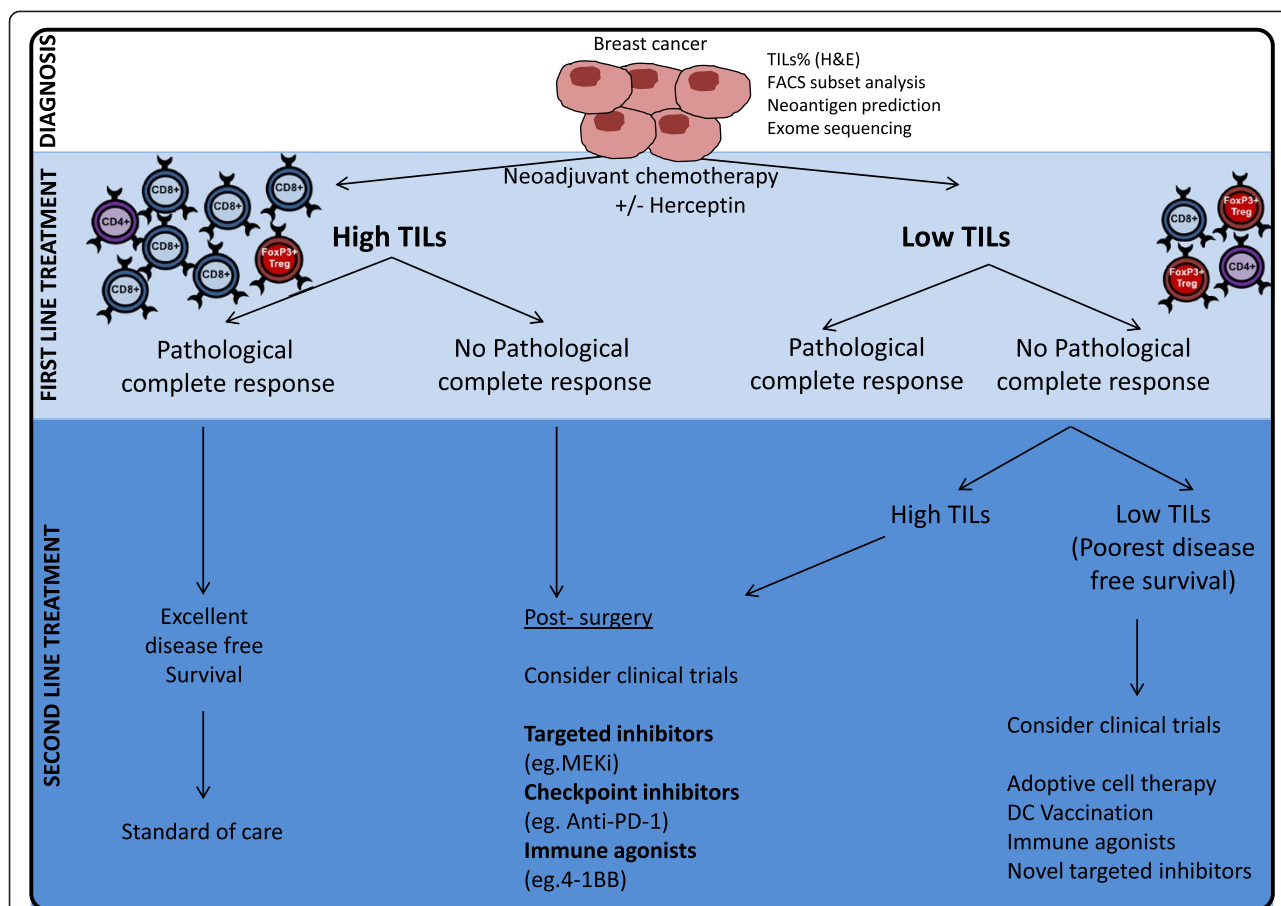 DIAGNOSIS
Breast cancer
TILs% (H&E)
FACS subset analysis
Neoantigen prediction
Exome sequencing
FIRST LINE TREATMENT
Neoadjuvant chemotherapy
+/- Herceptin
CD8+
CD8+
CD8+
CD4+
CD8+
CD8+
CD8+
FoxP3+
Treg
High TILs
Low TILs
CD8+
FoxP3+
Treg
FoxP3+
Treg
CD4+
Pathological
complete response
No Pathological
complete response
Pathological
complete response
No Pathological
complete response
SECOND LINE TREATMENT
High TILs
Low TILs
(Poorest disease
free survival)
Excellent
disease free
Survival
Standard of care
Post- surgery
Consider clinical trials
Targeted inhibitors
(eg.MEKi)
Checkpoint inhibitors
(eg. Anti-PD-1)
Immune agonists
(eg.4-1BB)
Consider clinical trials
Adoptive cell therapy
DC Vaccination
Immune agonists
Novel targeted inhibitors